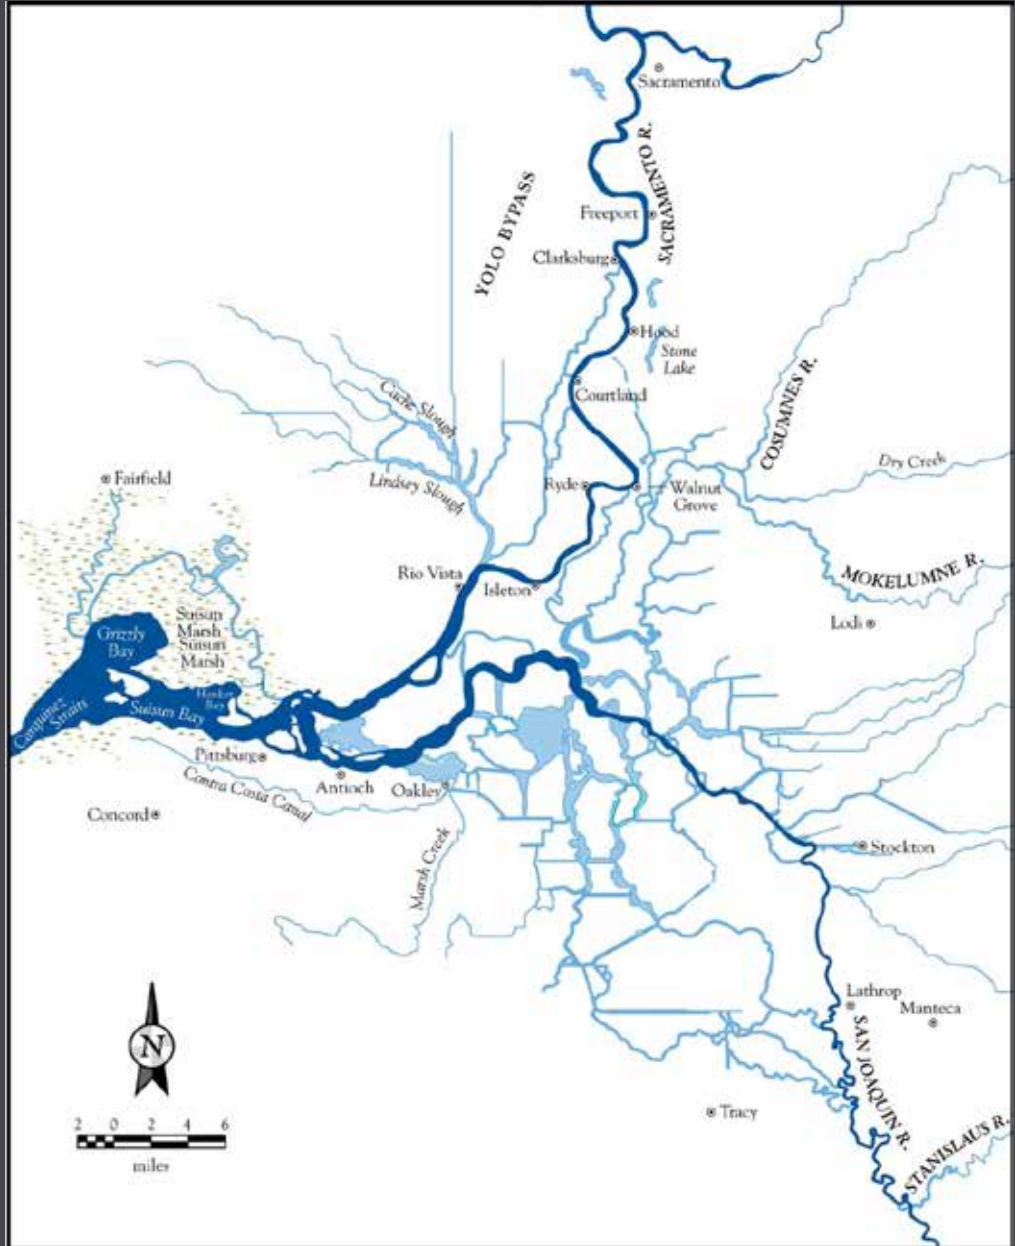 Sacramento
SACRAMENTO R.
YOLO BYPASS
Freeport
Clarksburg
Hood
Stone
Lake
Courtland
COSUMNES R.
Cache Slough
Dry Creek
Fairfield
Lindsey Slough
Ryde
Walnut
Grove
Rio Vista
Isleton
MOKELUMNE R.
Lodi
Suisun
Marsh
Suisun
Marsh
Grizzly
Bay
Honker
Bay
Suisun Bay
Carquinez
Straits
Pittsburg
Antioch
Oakley
Contra Costa Canal
Concord
Marsh Creek
Stockton
Lathrop
Manteca
SAN JOAQUIN R.
N
Tracy
STANISLAUS R.
2 0 2 4 6
miles